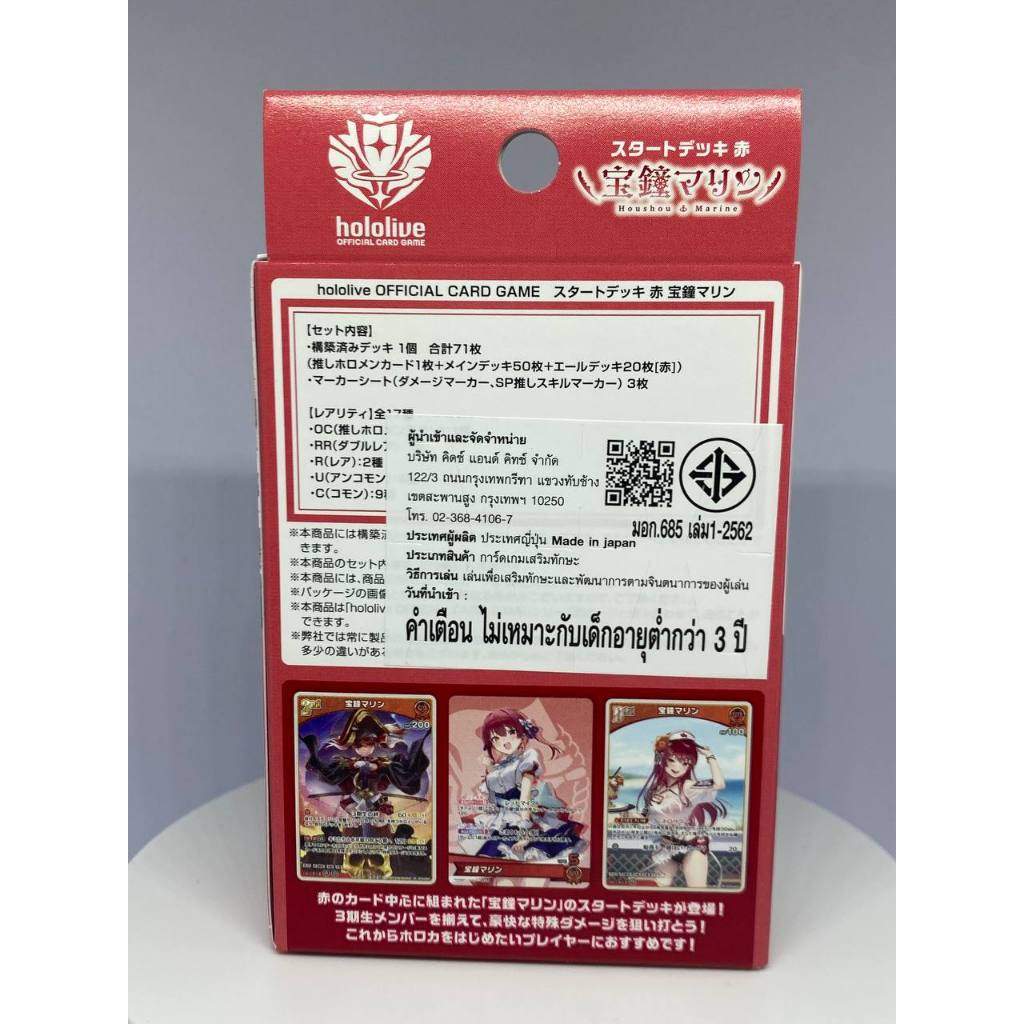 hololive
OFFICIAL CARD GAME
スタートデッキ 赤
宝鐘マリン
Houshou Marine
hololive OFFICIAL CARD GAME スタートデッキ 赤 宝鐘マリン
【セット内容】
・構築済みデッキ 1個 合計71枚
(推しホロメンカード1枚+メインデッキ50枚+エールデッキ20枚[赤])
・マーカーシート(ダメージマーカー、SP推しスキルマーカー) 3枚
【レアリティ】全17種
・OC(推しホロ
・RR(ダブルレア
・R(レア):2種
・U(アンコモン
・C(コモン):9種
※本商品には構築済
きます。
※本商品のセット内
※本商品には、商品
※パッケージの画像
※本商品は「hololive
できます。
※弊社では常に製品
多少の違いがある
ผู้นำเข้าและจัดจำหน่าย
บริษัท คิดซ์ แอนด์ คิทซ์ จำกัด
122/3 ถนนกรุงเทพกรีฑา แขวงทับช้าง
เขตสะพานสูง กรุงเทพฯ 10250
โทร. 02-368-4106-7
ประเทศผู้ผลิต ประเทศญี่ปุ่น Made in japan
ประเภทสินค้า การ์ดเกมเสริมทักษะ
วิธีการเล่น เล่นเพื่อเสริมทักษะและพัฒนาการตามจินตนาการของผู้เล่น
วันที่นำเข้า :
คำเตือน ไม่เหมาะกับเด็กอายุต่ำกว่า 3 ปี
มอก.685 เล่ม1-2562
宝鐘マリン
200
宝鐘マリン
宝鐘マリン
100
赤のカード中心に組まれた「宝鐘マリン」のスタートデッキが登場!
3期生メンバーを揃えて、豪快な特殊ダメージを狙い打とう!
これからホロカをはじめたいプレイヤーにおすすめです!